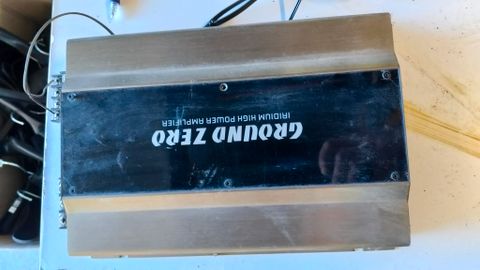 GROUND ZERO
IRIDIUM HIGH POWER AMPLIFIER